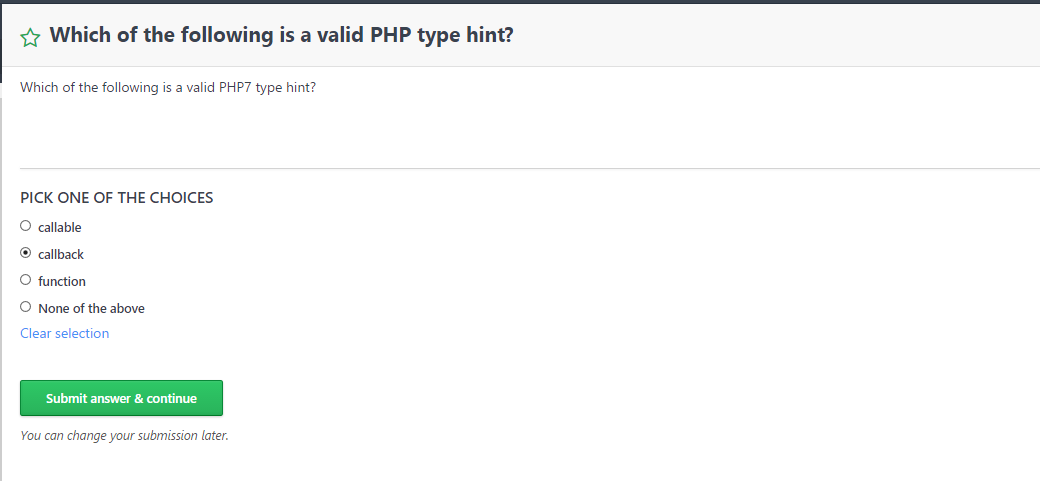 Which of the following is a valid PHP type hint?
Which of the following is a valid PHP7 type hint?
PICK ONE OF THE CHOICES
callable
callback
function
None of the above
Clear selection
Submit answer & continue
You can change your submission later.